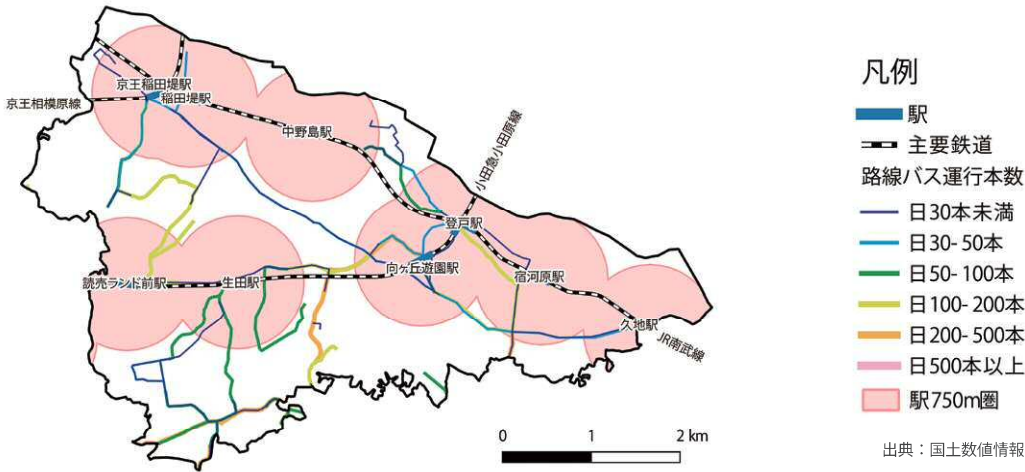 京王稲田堤駅
京王相模原線
稲田堤駅
中野島駅
小田急小田原線
登戸駅
向ヶ丘遊園駅
読売ランド前駅
生田駅
宿河原駅
久地駅
JR南武線
0 1 2 km
凡例
駅
主要鉄道
路線バス運行本数
日30本未満
日30-50本
日50-100本
日100-200本
日200-500本
日500本以上
駅750m圏
出典：国土数値情報